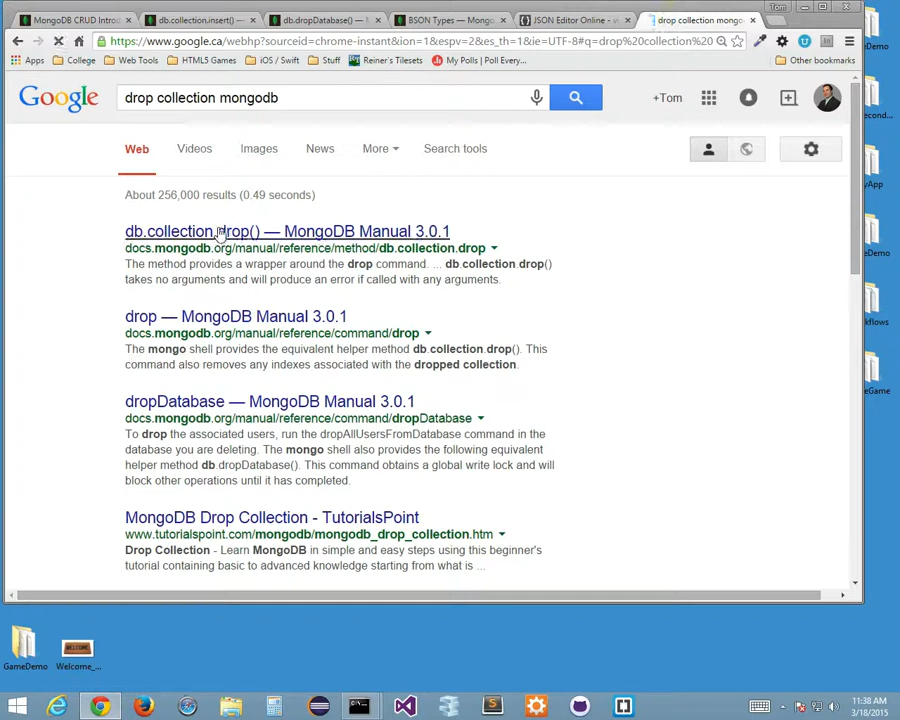 Tom
MongoDB CRUD Introd
db.collection.insert() —
db.dropDatabase() — M
BSON Types — Mongo
JSON Editor Online - v
drop collection mongo
https://www.google.ca/webhp?sourceid=chrome-instant&ion=1&espv=2&es_th=1&ie=UTF-8#q=drop%20collection%20
Apps College Web Tools HTML5 Games iOS / Swift Stuff Reiner's Tilesets My Polls | Poll Every... Other bookmarks
Google
drop collection mongodb
+Tom
Web Videos Images News More Search tools
About 256,000 results (0.49 seconds)
db.collection.drop() — MongoDB Manual 3.0.1
docs.mongodb.org/manual/reference/method/db.collection.drop
The method provides a wrapper around the drop command. ... db.collection.drop()
takes no arguments and will produce an error if called with any arguments.
drop — MongoDB Manual 3.0.1
docs.mongodb.org/manual/reference/command/drop
The mongo shell provides the equivalent helper method db.collection.drop(). This
command also removes any indexes associated with the dropped collection.
dropDatabase — MongoDB Manual 3.0.1
docs.mongodb.org/manual/reference/command/dropDatabase
To drop the associated users, run the dropAllUsersFromDatabase command in the
database you are deleting. The mongo shell also provides the following equivalent
helper method db.dropDatabase(). This command obtains a global write lock and will
block other operations until it has completed.
MongoDB Drop Collection - TutorialsPoint
www.tutorialspoint.com/mongodb/mongodb_drop_collection.htm
Drop Collection - Learn MongoDB in simple and easy steps using this beginner's
tutorial containing basic to advanced knowledge starting from what is ...
eDemo
econd...
yApp
eDemo
kflows
eGame
GameDemo
WELCOME
Welcome_...
11:38 AM
3/18/2015